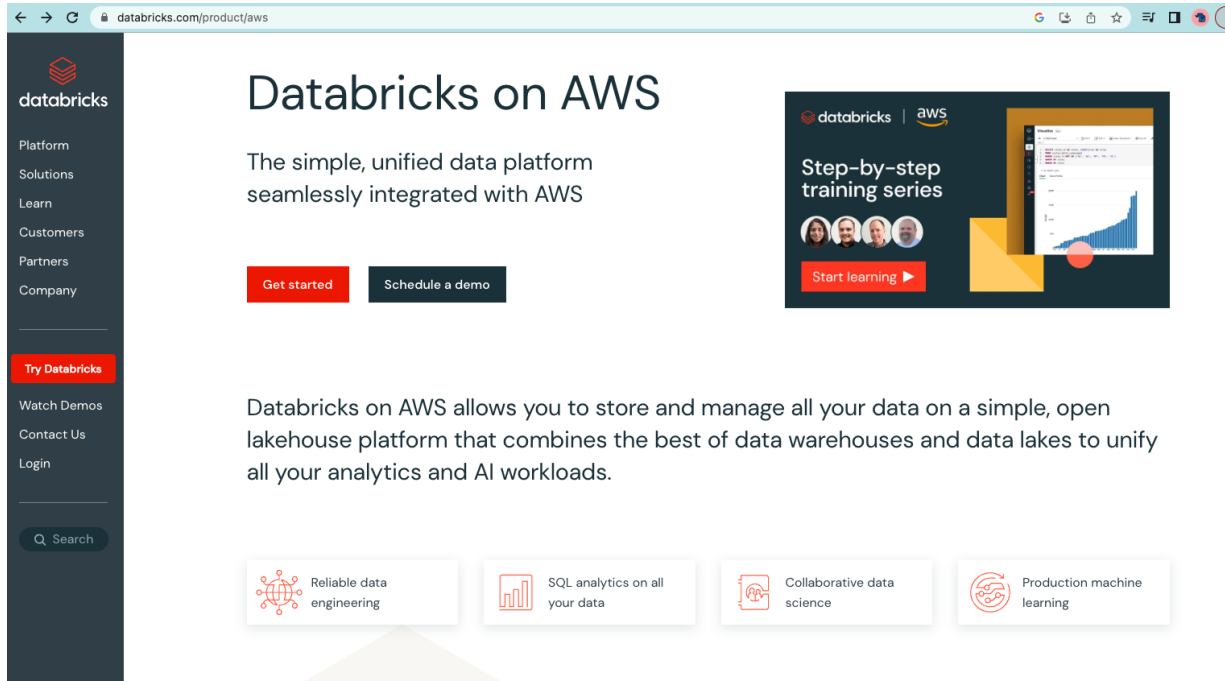 databricks.com/product/aws
databricks
Platform
Solutions
Learn
Customers
Partners
Company
Try Databricks
Watch Demos
Contact Us
Login
Search
Databricks on AWS
The simple, unified data platform
seamlessly integrated with AWS
Get started
Schedule a demo
databricks | aws
Step-by-step
training series
Start learning
Databricks on AWS allows you to store and manage all your data on a simple, open
lakehouse platform that combines the best of data warehouses and data lakes to unify
all your analytics and AI workloads.
Reliable data
engineering
SQL analytics on all
your data
Collaborative data
science
Production machine
learning